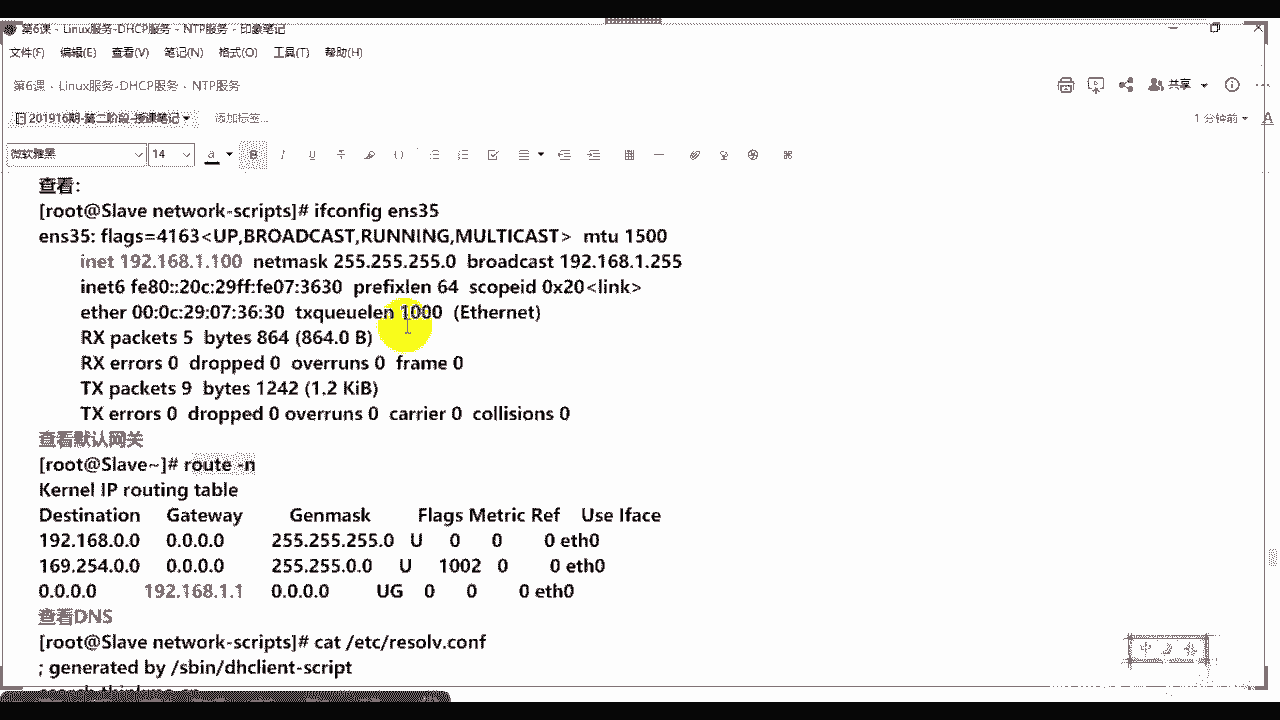 第6课 - Linux服务-DHCP服务 - NTP服务 - 印象笔记
文件(F) 编辑(E) 查看(V) 笔记(N) 格式(O) 工具(T) 帮助(H)
第6课 - Linux服务-DHCP服务 - NTP服务
共享
201916期-第二阶段-授课笔记 添加标签...
1 分钟前
微软雅黑 14
查看:
[root@Slave network-scripts]# ifconfig ens35
ens35: flags=4163<UP,BROADCAST,RUNNING,MULTICAST> mtu 1500
inet 192.168.1.100 netmask 255.255.255.0 broadcast 192.168.1.255
inet6 fe80::20c:29ff:fe07:3630 prefixlen 64 scopeid 0x20<link>
ether 00:0c:29:07:36:30 txqueuelen 1000 (Ethernet)
RX packets 5 bytes 864 (864.0 B)
RX errors 0 dropped 0 overruns 0 frame 0
TX packets 9 bytes 1242 (1.2 KiB)
TX errors 0 dropped 0 overruns 0 carrier 0 collisions 0
查看默认网关
[root@Slave~]# route -n
Kernel IP routing table
Destination Gateway Genmask Flags Metric Ref Use Iface
192.168.0.0 0.0.0.0 255.255.255.0 U 0 0 0 eth0
169.254.0.0 0.0.0.0 255.255.0.0 U 1002 0 0 eth0
0.0.0.0 192.168.1.1 0.0.0.0 UG 0 0 0 eth0
查看DNS
[root@Slave network-scripts]# cat /etc/resolv.conf
; generated by /sbin/dhclient-script